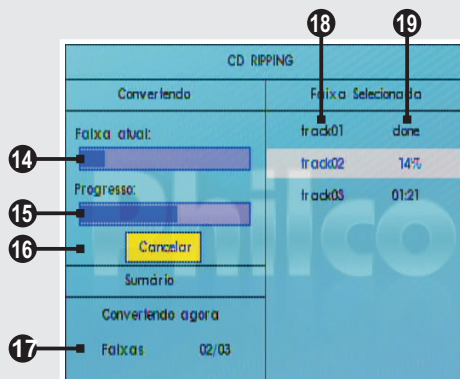 18 19
CD RIPPING
Convertendo
Faixa Selecionada
Faixa atual:
track01 done
14
track02 14%
Progresso:
track03 01:21
15
16
Cancelar
Philco
Sumário
Convertendo agora
17
Faixas 02/03